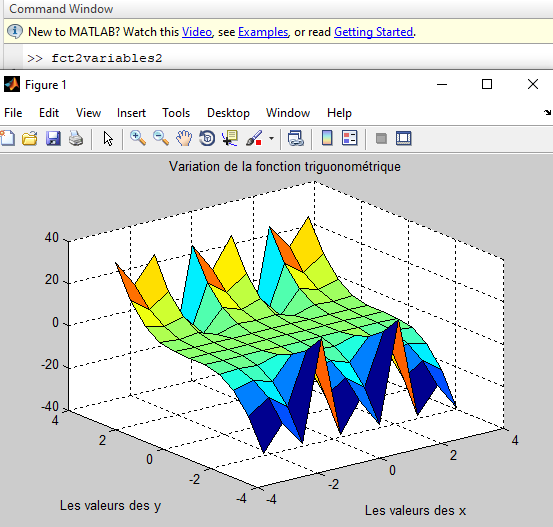 Command Window
New to MATLAB? Watch this Video, see Examples, or read Getting Started.
>> fct2variables2
Figure 1
File Edit View Insert Tools Desktop Window Help
Variation de la fonction triguonométrique
40
20
0
-20
-40
4
2
0
-2
-4
-4
-2
0
2
4
Les valeurs des y
Les valeurs des x